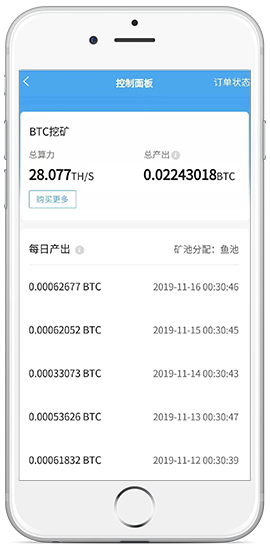 控制面板 订单状态
BTC挖矿
总算力 总产出
28.077TH/S 0.02243018BTC
购买更多
每日产出 矿池分配：鱼池
0.00062677 BTC 2019-11-16 00:30:46
0.00062052 BTC 2019-11-15 00:30:45
0.00033073 BTC 2019-11-14 00:30:43
0.00053626 BTC 2019-11-13 00:30:47
0.00061832 BTC 2019-11-12 00:30:39